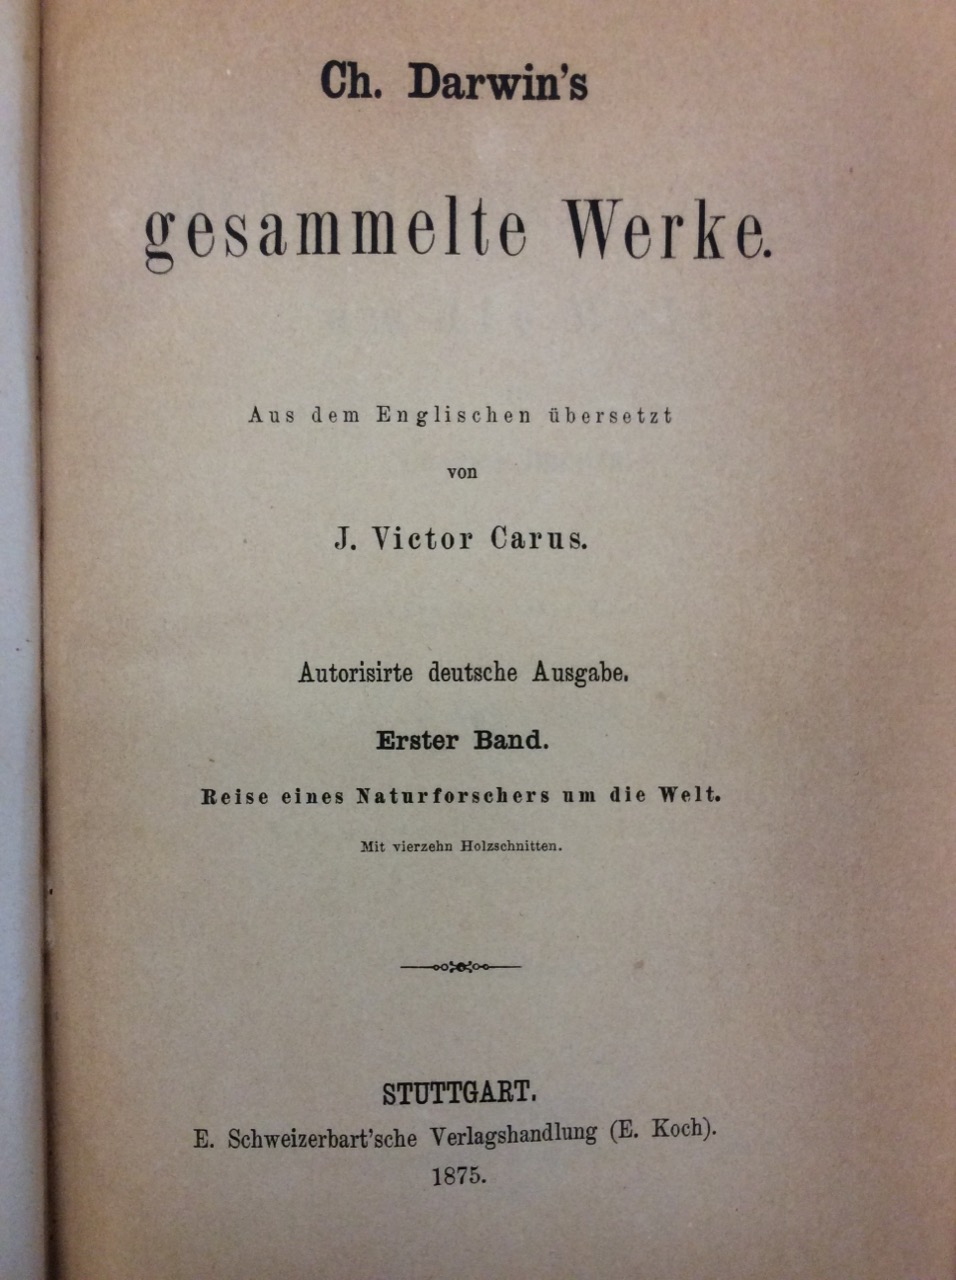 Ch. Darwin's
gesammelte Werke.
Aus dem Englischen übersetzt
von
J. Victor Carus.
Autorisirte deutsche Ausgabe.
Erster Band.
Reise eines Naturforschers um die Welt.
Mit vierzehn Holzschnitten.
STUTTGART.
E. Schweizerbart'sche Verlagshandlung (E. Koch).
1875.